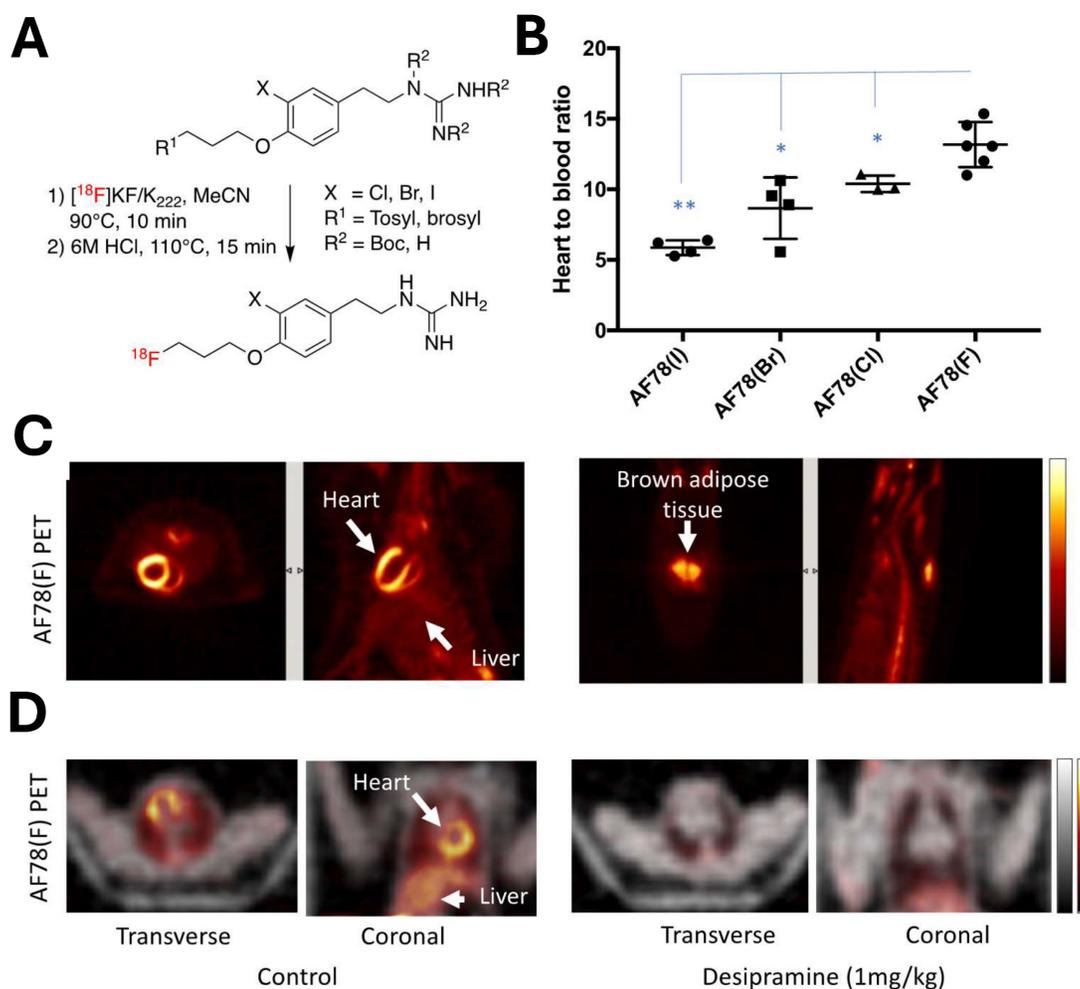 A
R²
X
N
NHR²
NR²
R¹
O
1) [¹⁸F]KF/K₂₂₂, MeCN
90°C, 10 min
2) 6M HCl, 110°C, 15 min
X = Cl, Br, I
R¹ = Tosyl, brosyl
R² = Boc, H
H
X
N
NH₂
NH
¹⁸F
O
B
Heart to blood ratio
20
15
10
5
0
**
*
*
AF78(I)
AF78(Br)
AF78(Cl)
AF78(F)
C
AF78(F) PET
Heart
Liver
Brown adipose
tissue
D
AF78(F) PET
Heart
Liver
Transverse
Coronal
Transverse
Coronal
Control
Desipramine (1mg/kg)